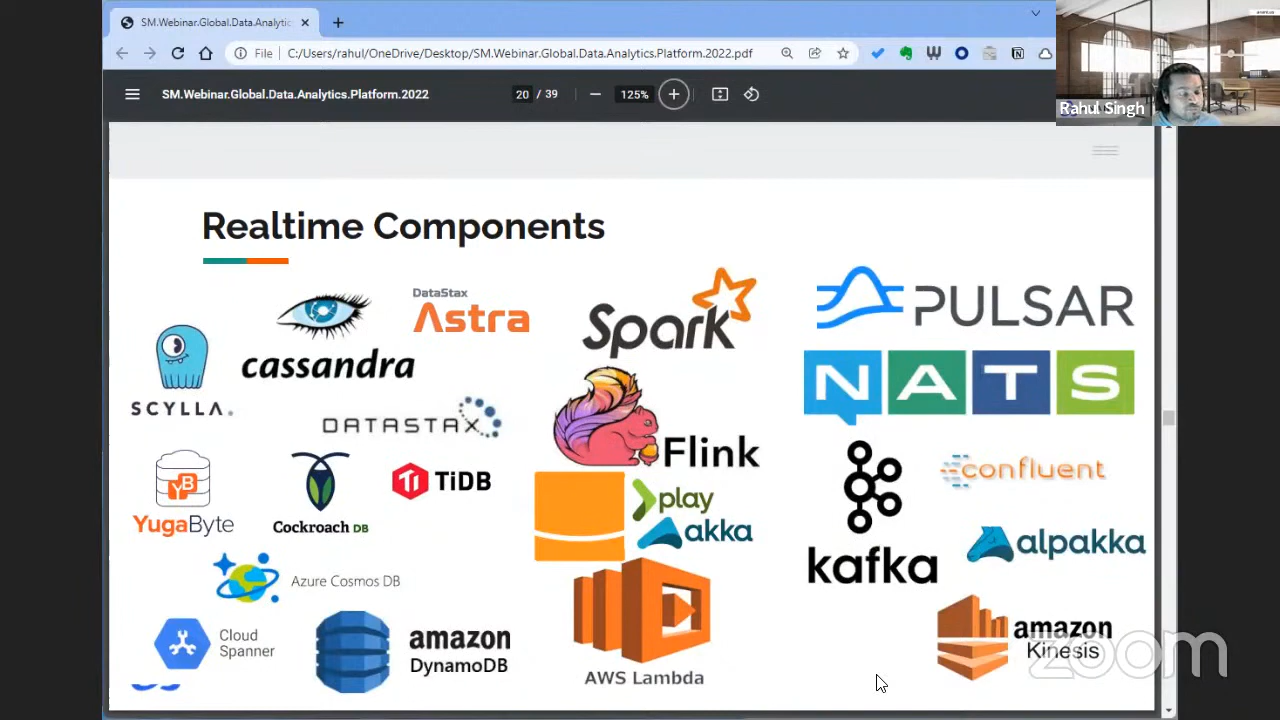 SM.Webinar.Global.Data.Analytic
File C:/Users/rahul/OneDrive/Desktop/SM.Webinar.Global.Data.Analytics.Platform.2022.pdf
SM.Webinar.Global.Data.Analytics.Platform.2022
20 / 39
125%
Rahul Singh
Realtime Components
cassandra
DataStax
Astra
SCYLLA.
DATASTAX
YugaByte
YB
Cockroach DB
TiDB
Azure Cosmos DB
Cloud
Spanner
amazon
DynamoDB
Spark
Flink
play
akka
AWS Lambda
PULSAR
NATS
kafka
confluent
alpakka
amazon
Kinesis
zoom